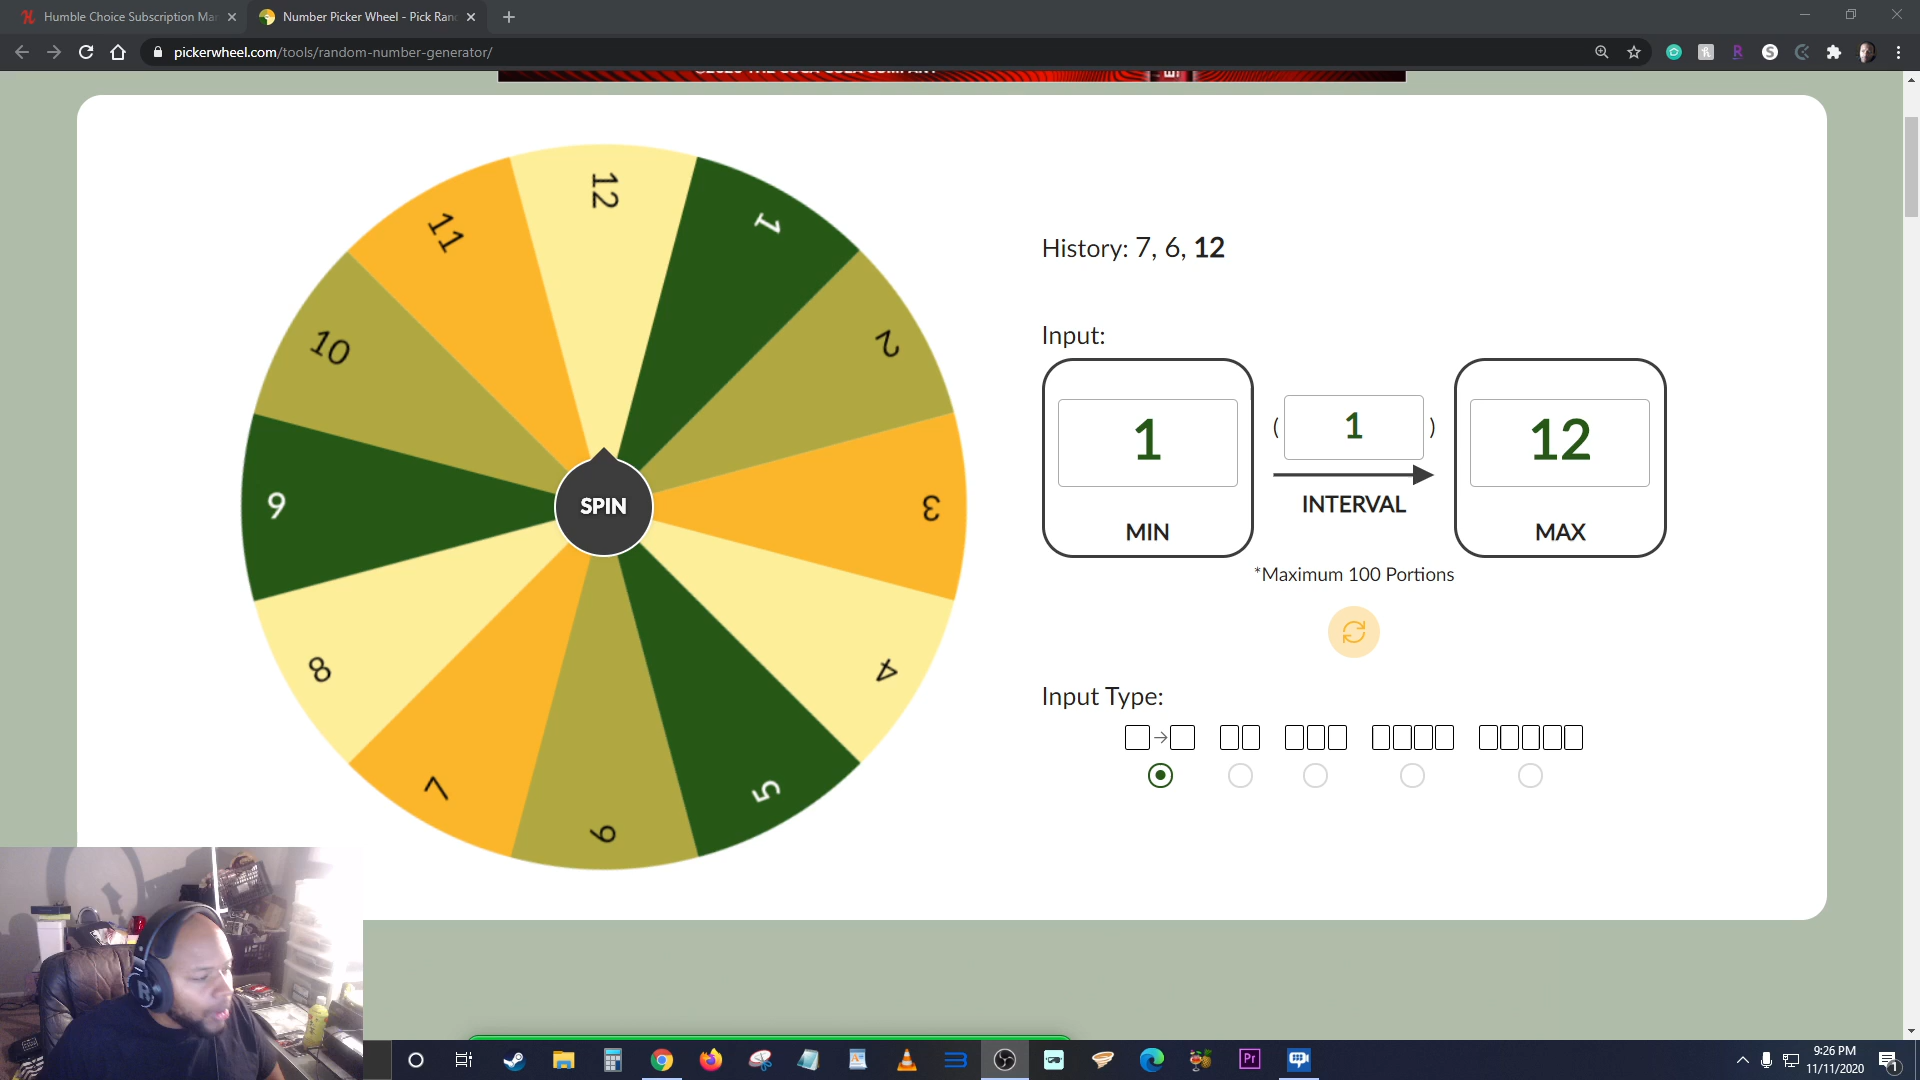 Humble Choice Subscription Mar
Number Picker Wheel - Pick Ran
pickerwheel.com/tools/random-number-generator/
12
1
2
3
4
5
6
7
8
9
10
11
SPIN
History: 7, 6, 12
Input:
1
MIN
( 1 )
INTERVAL
12
MAX
*Maximum 100 Portions
Input Type:
9:26 PM
11/11/2020